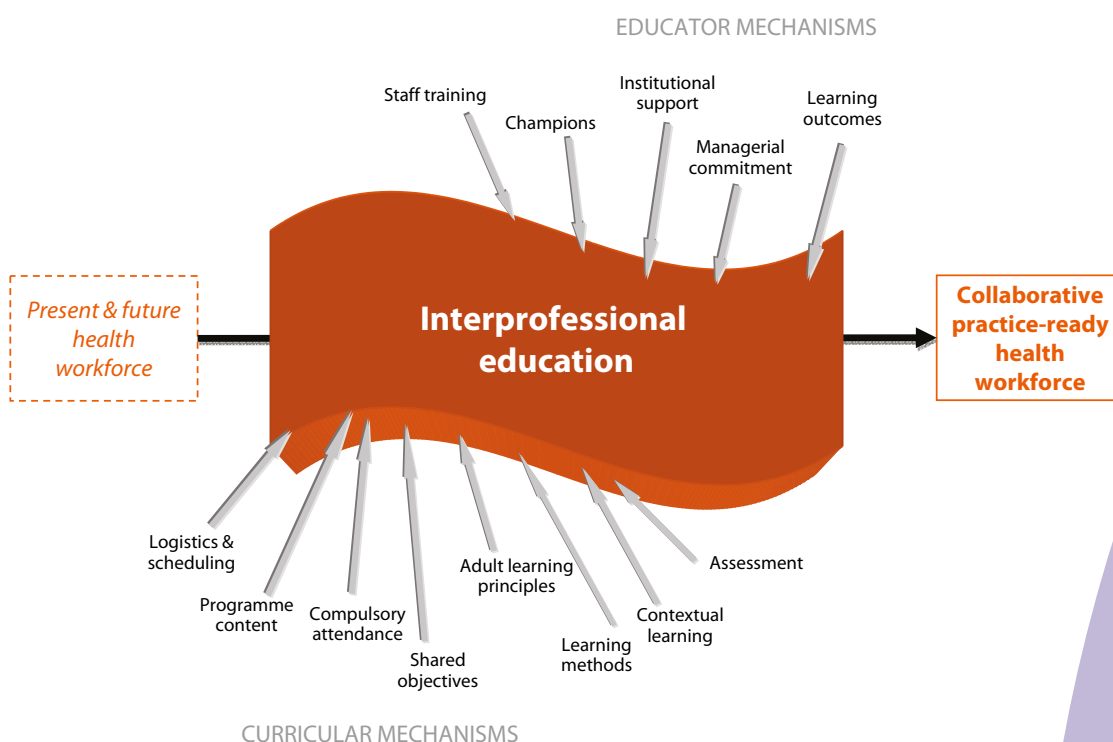 EDUCATOR MECHANISMS
Staff training
Champions
Institutional
support
Managerial
commitment
Learning
outcomes
Present & future
health
workforce
Interprofessional
education
Collaborative
practice-ready
health
workforce
Logistics &
scheduling
Programme
content
Compulsory
attendance
Shared
objectives
Adult learning
principles
Learning
methods
Contextual
learning
Assessment
CURRICULAR MECHANISMS